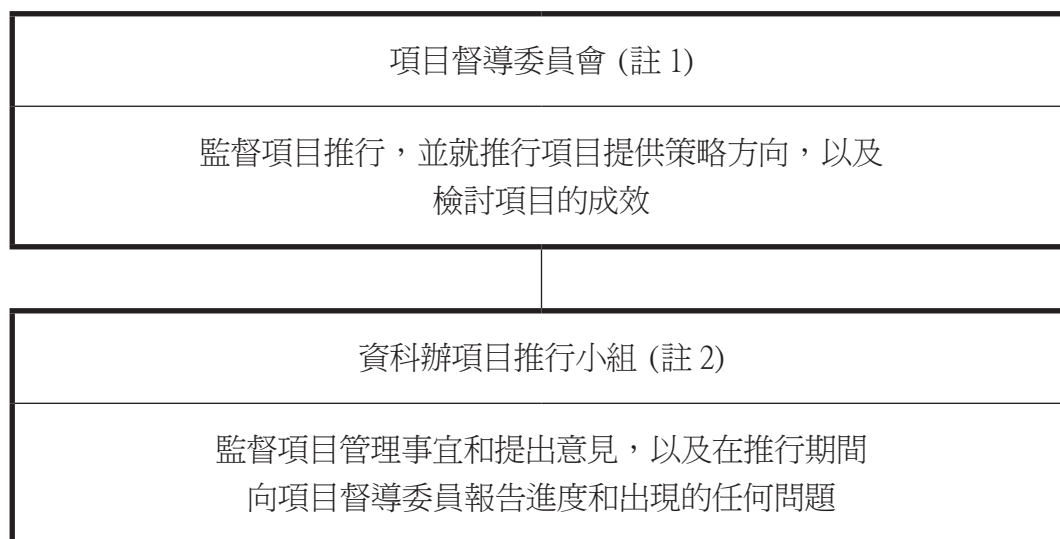 項目督導委員會 (註 1)
監督項目推行，並就推行項目提供策略方向，以及
檢討項目的成效
資科辦項目推行小組 (註 2)
監督項目管理事宜和提出意見，以及在推行期間
向項目督導委員報告進度和出現的任何問題